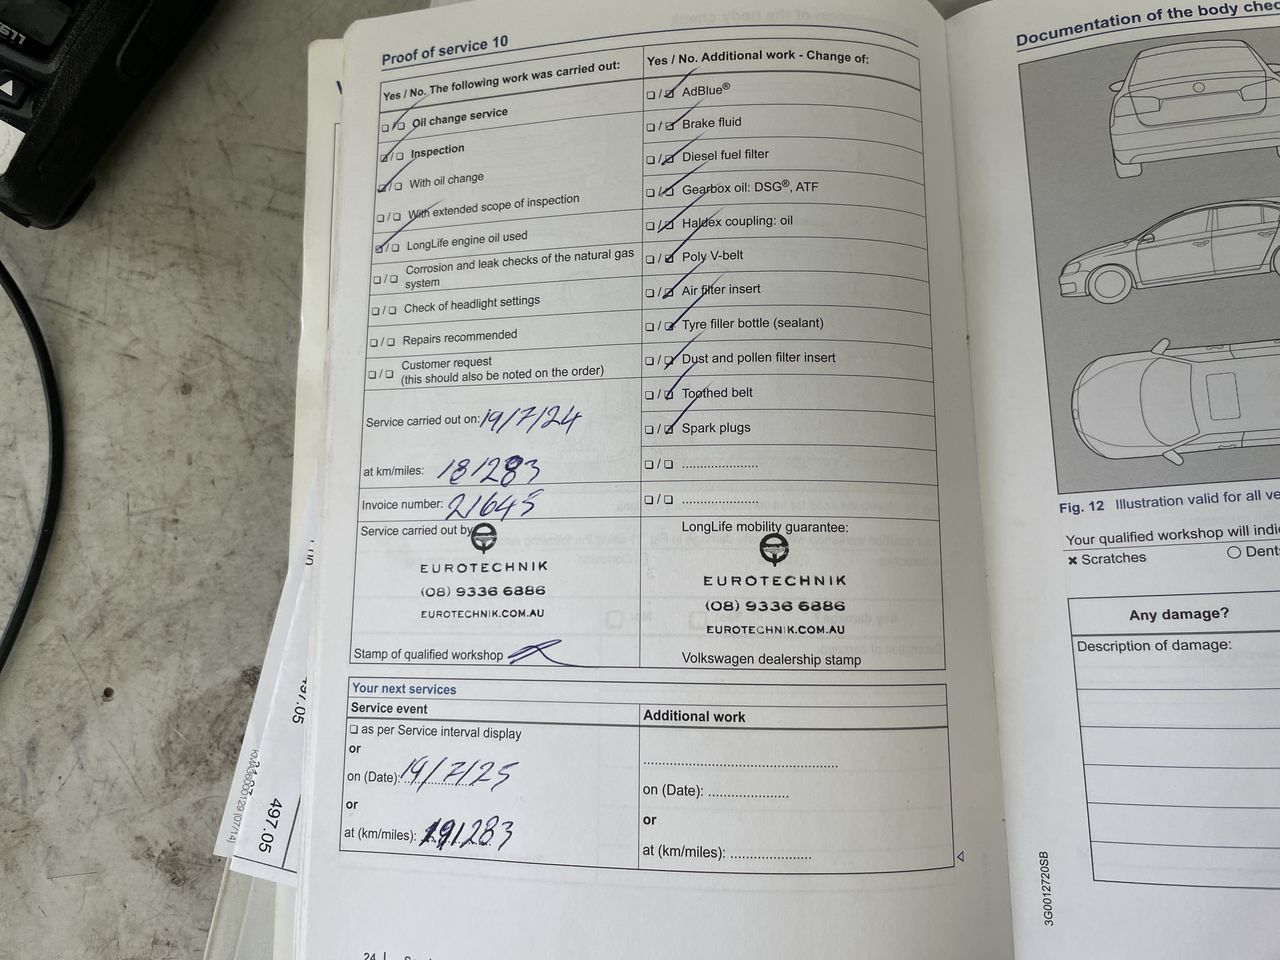 Proof of service 10
Yes / No. The following work was carried out:
❏ / ❏ Oil change service
❏ / ❏ Inspection
❏ / ❏ With oil change
❏ / ❏ With extended scope of inspection
❏ / ❏ LongLife engine oil used
❏ / ❏ Corrosion and leak checks of the natural gas
system
❏ / ❏ Check of headlight settings
❏ / ❏ Repairs recommended
❏ / ❏ Customer request
(this should also be noted on the order)
Service carried out on: 19/7/24
at km/miles: 181283
Invoice number: 21645
Service carried out by
EUROTECHNIK
(08) 9336 6886
EUROTECHNIK.COM.AU
Stamp of qualified workshop
Yes / No. Additional work - Change of:
❏ / ❏ AdBlue®
❏ / ❏ Brake fluid
❏ / ❏ Diesel fuel filter
❏ / ❏ Gearbox oil: DSG®, ATF
❏ / ❏ Haldex coupling: oil
❏ / ❏ Poly V-belt
❏ / ❏ Air filter insert
❏ / ❏ Tyre filler bottle (sealant)
❏ / ❏ Dust and pollen filter insert
❏ / ❏ Toothed belt
❏ / ❏ Spark plugs
❏ / ❏ .....................
❏ / ❏ .....................
LongLife mobility guarantee:
EUROTECHNIK
(08) 9336 6886
EUROTECHNIK.COM.AU
Volkswagen dealership stamp
Your next services
Service event
❏ as per Service interval display
or
on (Date): 19/7/25
or
at (km/miles): 191283
Additional work
on (Date): .....................
or
at (km/miles): .....................
Documentation of the body chec
Fig. 12 Illustration valid for all ve
Your qualified workshop will indi
× Scratches
○ Dent
Any damage?
Description of damage:
3G0012720SB
497.05
497.05